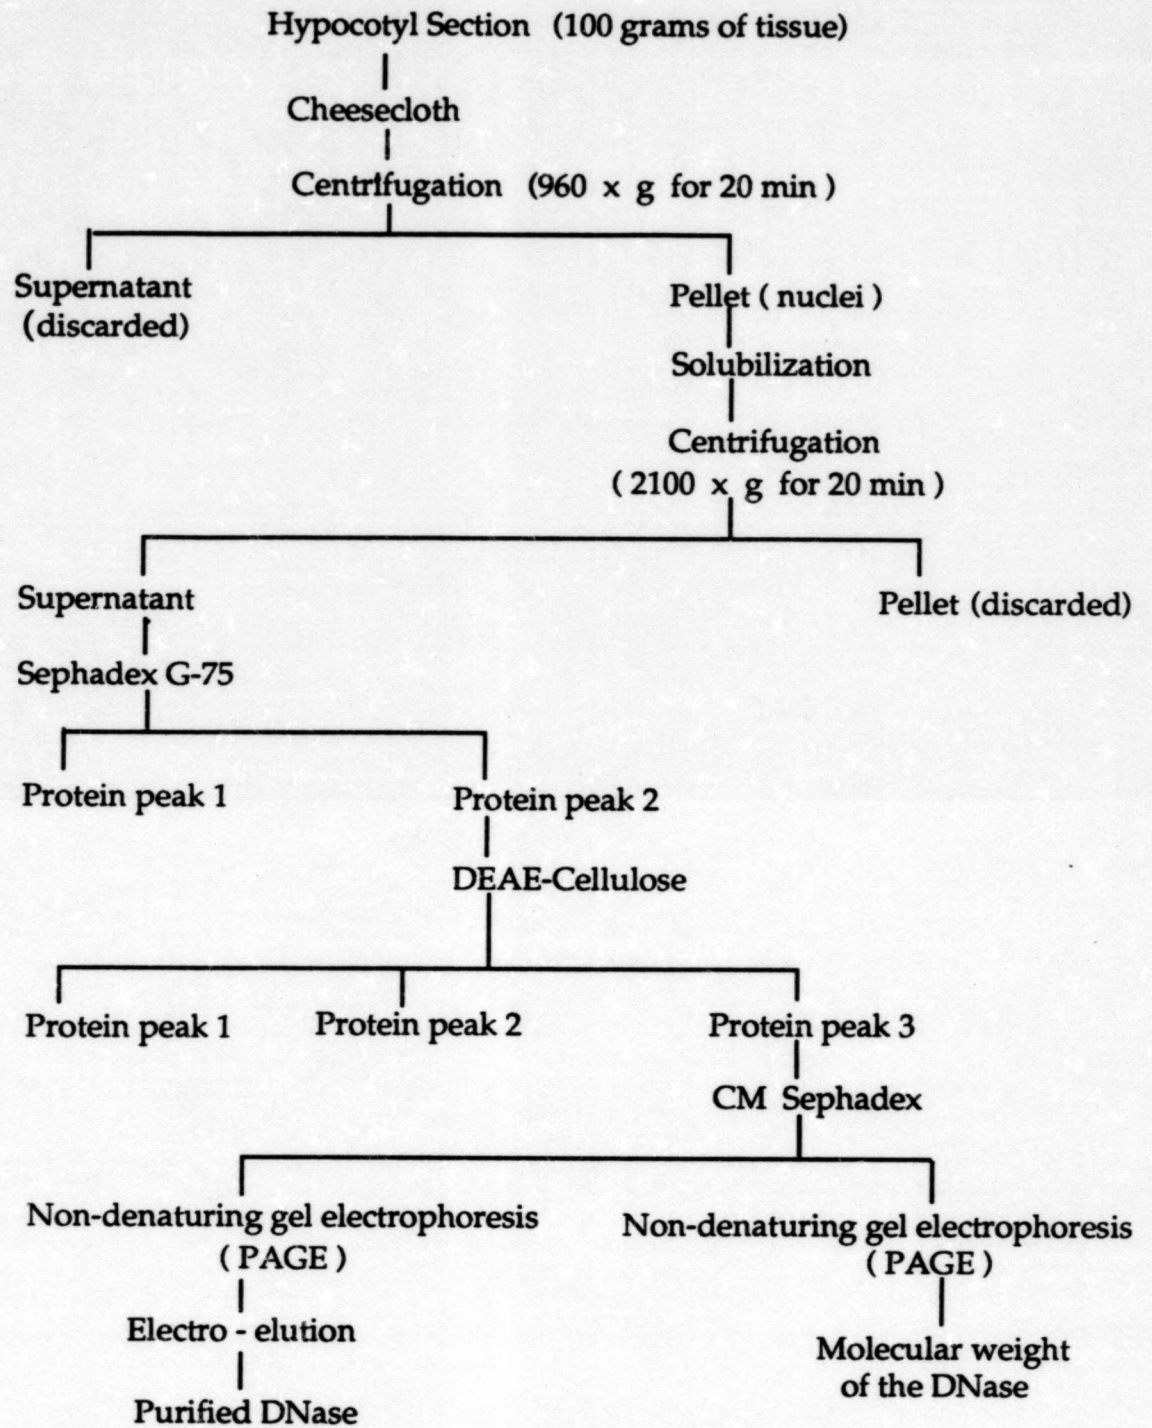 Hypocotyl Section (100 grams of tissue)
Cheesecloth
Centrifugation (960 x g for 20 min )
Supernatant
(discarded)
Pellet ( nuclei )
Solubilization
Centrifugation
( 2100 x g for 20 min )
Supernatant
Pellet (discarded)
Sephadex G-75
Protein peak 1
Protein peak 2
DEAE-Cellulose
Protein peak 1
Protein peak 2
Protein peak 3
CM Sephadex
Non-denaturing gel electrophoresis
( PAGE )
Electro - elution
Purified DNase
Non-denaturing gel electrophoresis
( PAGE )
Molecular weight
of the DNase